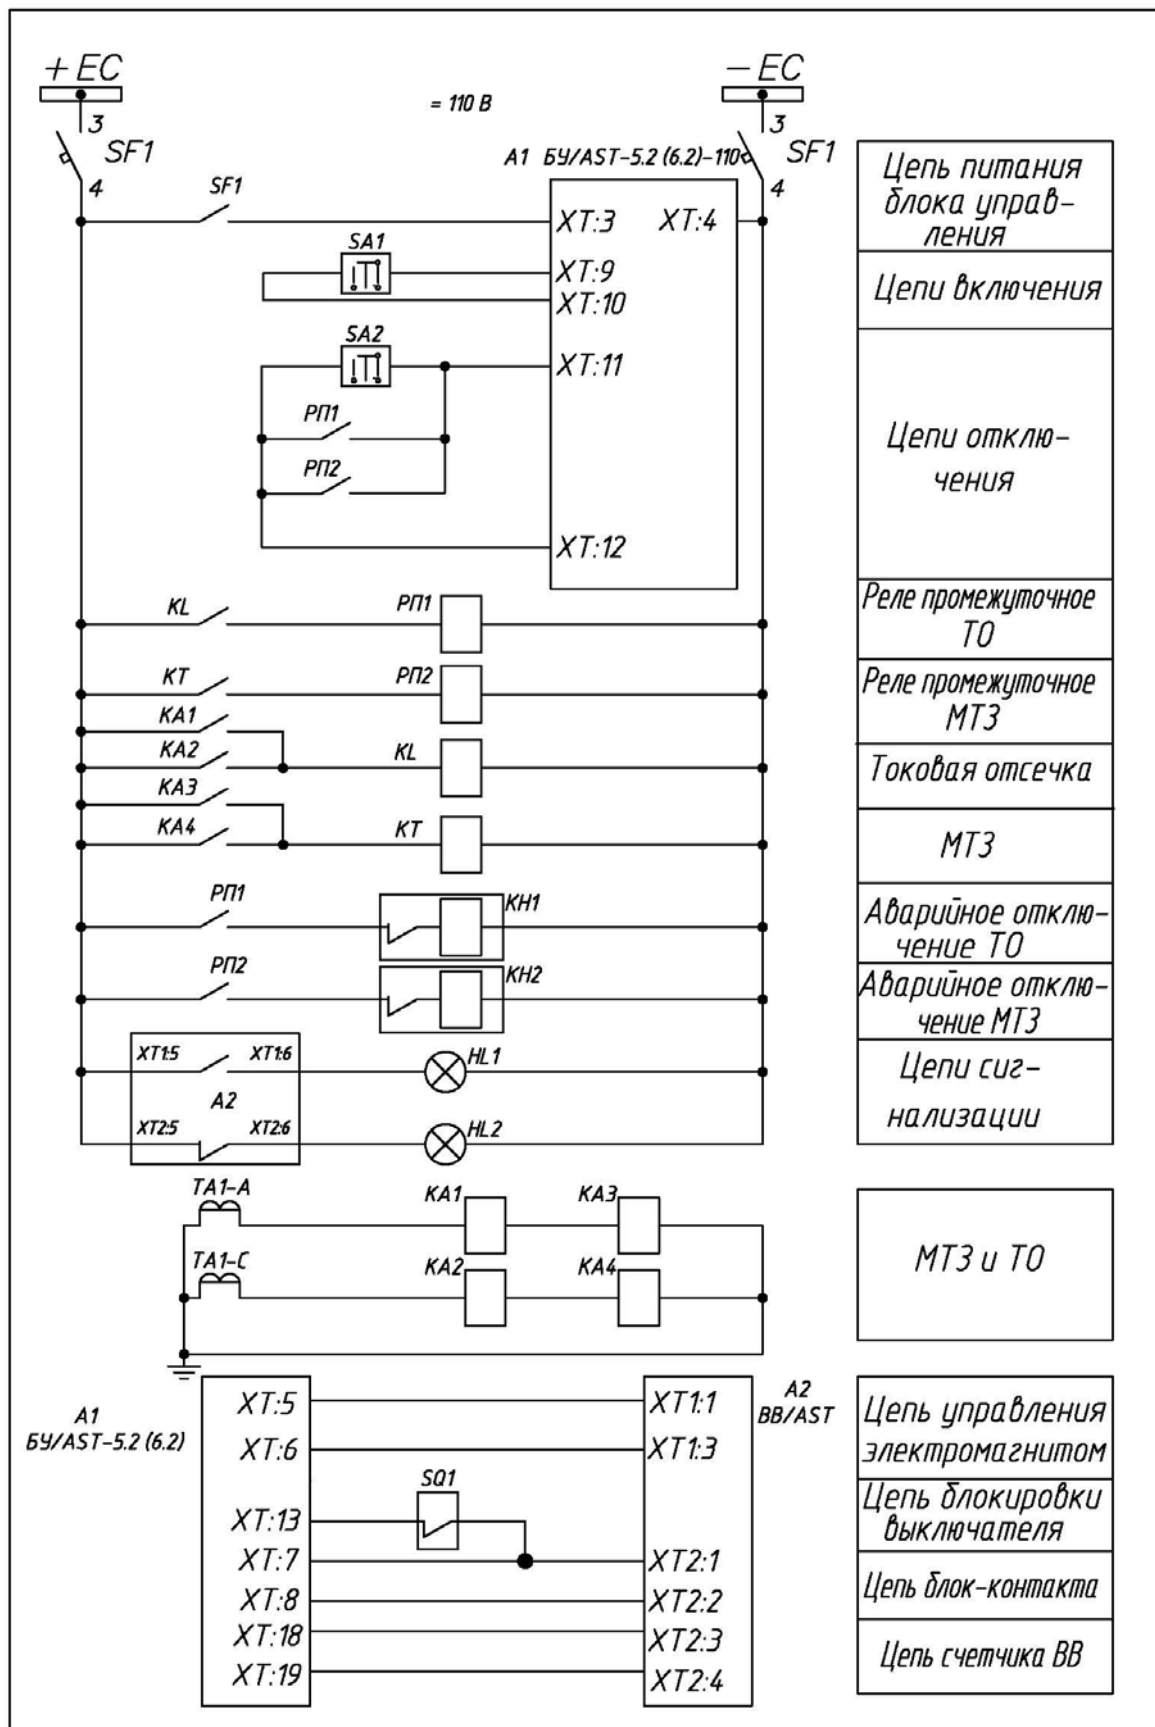 + EC
- EC
= 110 В
3
3
SF1
SF1
4
4
A1 БУ/AST-5.2 (6.2)-110
SF1
XT:3
XT:4
SA1
XT:9
XT:10
SA2
XT:11
РП1
РП2
XT:12
Цепь питания
блока управ-
ления
Цепи включения
Цепи отклю-
чения
KL
РП1
Реле промежуточное
ТО
KT
РП2
Реле промежуточное
МТЗ
KA1
KA2
KL
Токовая отсечка
KA3
KA4
KT
МТЗ
РП1
KH1
Аварийное отклю-
чение ТО
РП2
KH2
Аварийное отклю-
чение МТЗ
XT1:5
XT1:6
HL1
A2
XT2:5
XT2:6
HL2
Цепи сиг-
нализации
TA1-A
KA1
KA3
TA1-C
KA2
KA4
МТЗ и ТО
A1
БУ/AST-5.2 (6.2)
A2
BB/AST
XT:5
XT1:1
XT:6
XT1:3
SQ1
XT:13
XT:7
XT2:1
XT:8
XT2:2
XT:18
XT2:3
XT:19
XT2:4
Цепь управления
электромагнитом
Цепь блокировки
выключателя
Цепь блок-контакта
Цепь счетчика ВВ